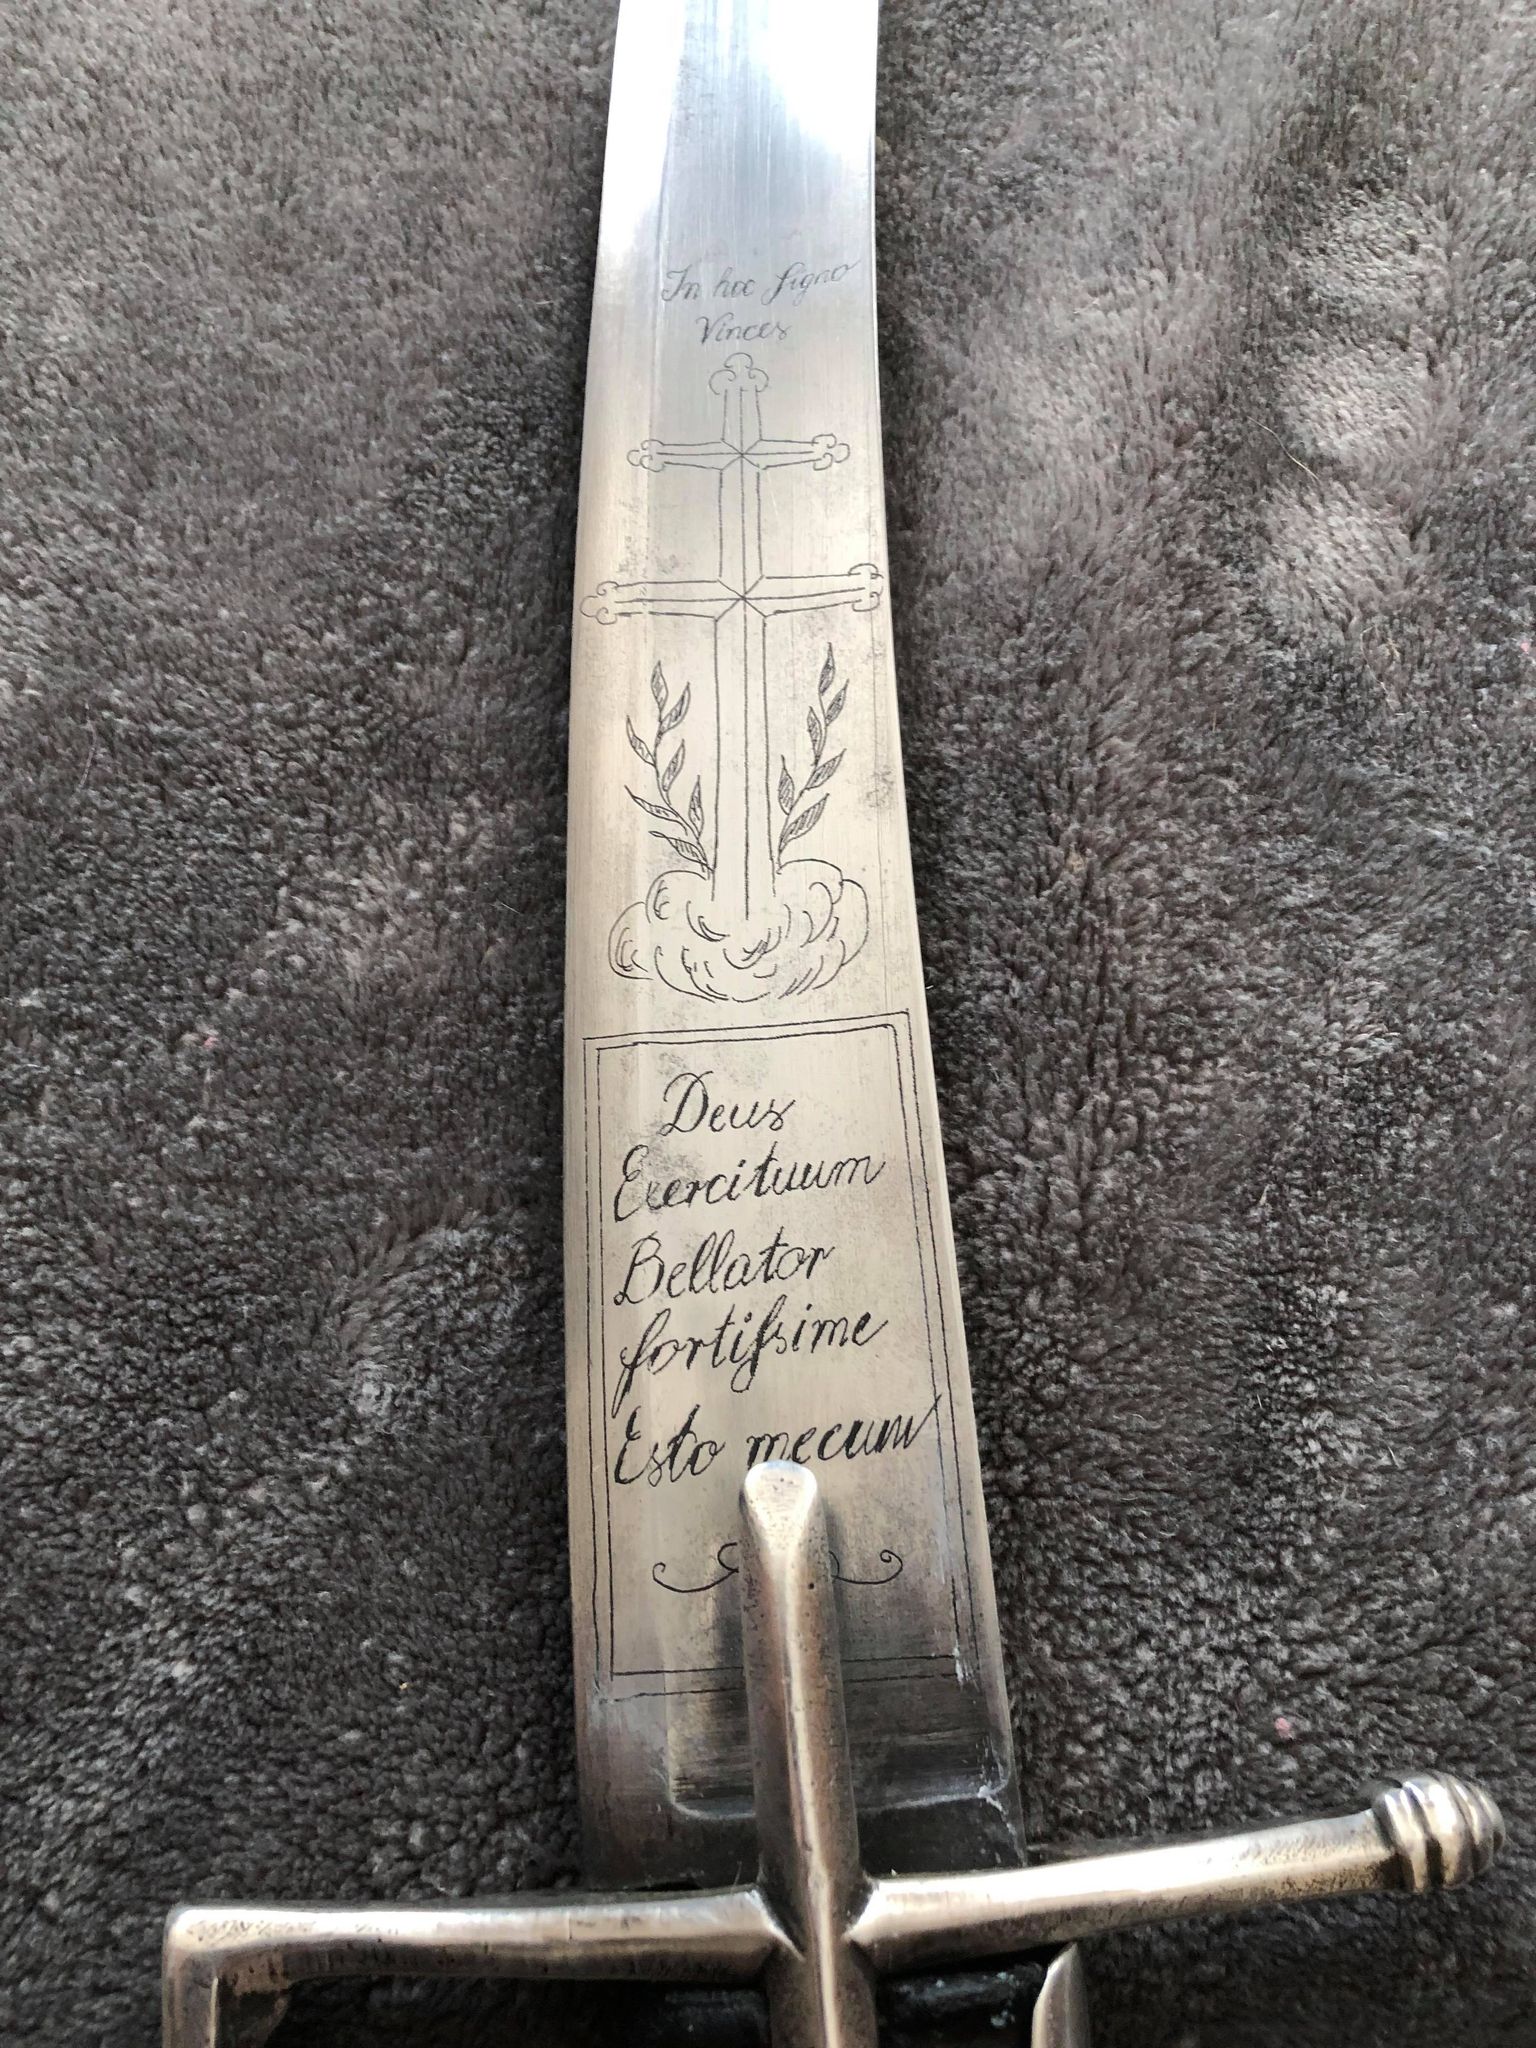 In hoc ſigno
Vinces
Deus
Exercituum
Bellator
fortiſsime
Esto mecum